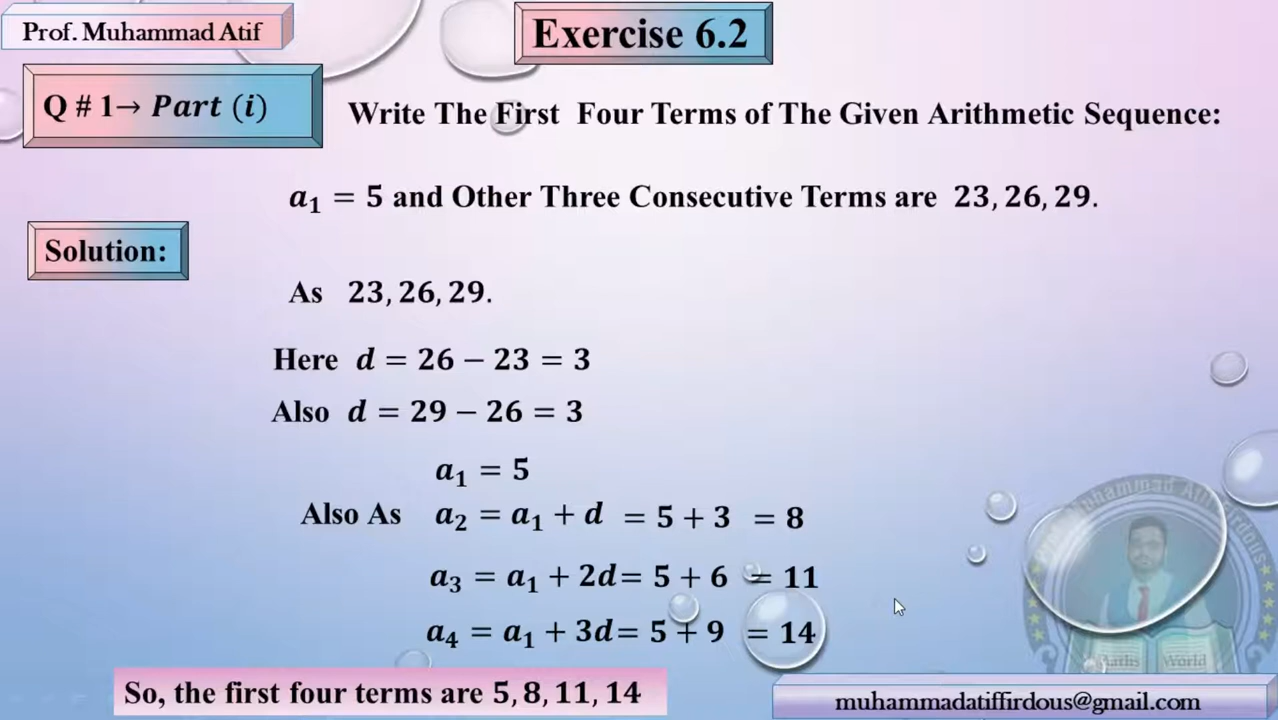 Prof. Muhammad Atif
Exercise 6.2
Q # 1→ Part (i)
Write The First Four Terms of The Given Arithmetic Sequence:
a₁ = 5 and Other Three Consecutive Terms are 23, 26, 29.
Solution:
As 23, 26, 29.
Here d = 26 − 23 = 3
Also d = 29 − 26 = 3
a₁ = 5
Also As a₂ = a₁ + d = 5 + 3 = 8
a₃ = a₁ + 2d= 5 + 6 = 11
a₄ = a₁ + 3d= 5 + 9 = 14
So, the first four terms are 5, 8, 11, 14
Maths World
muhammadatiffirdous@gmail.com